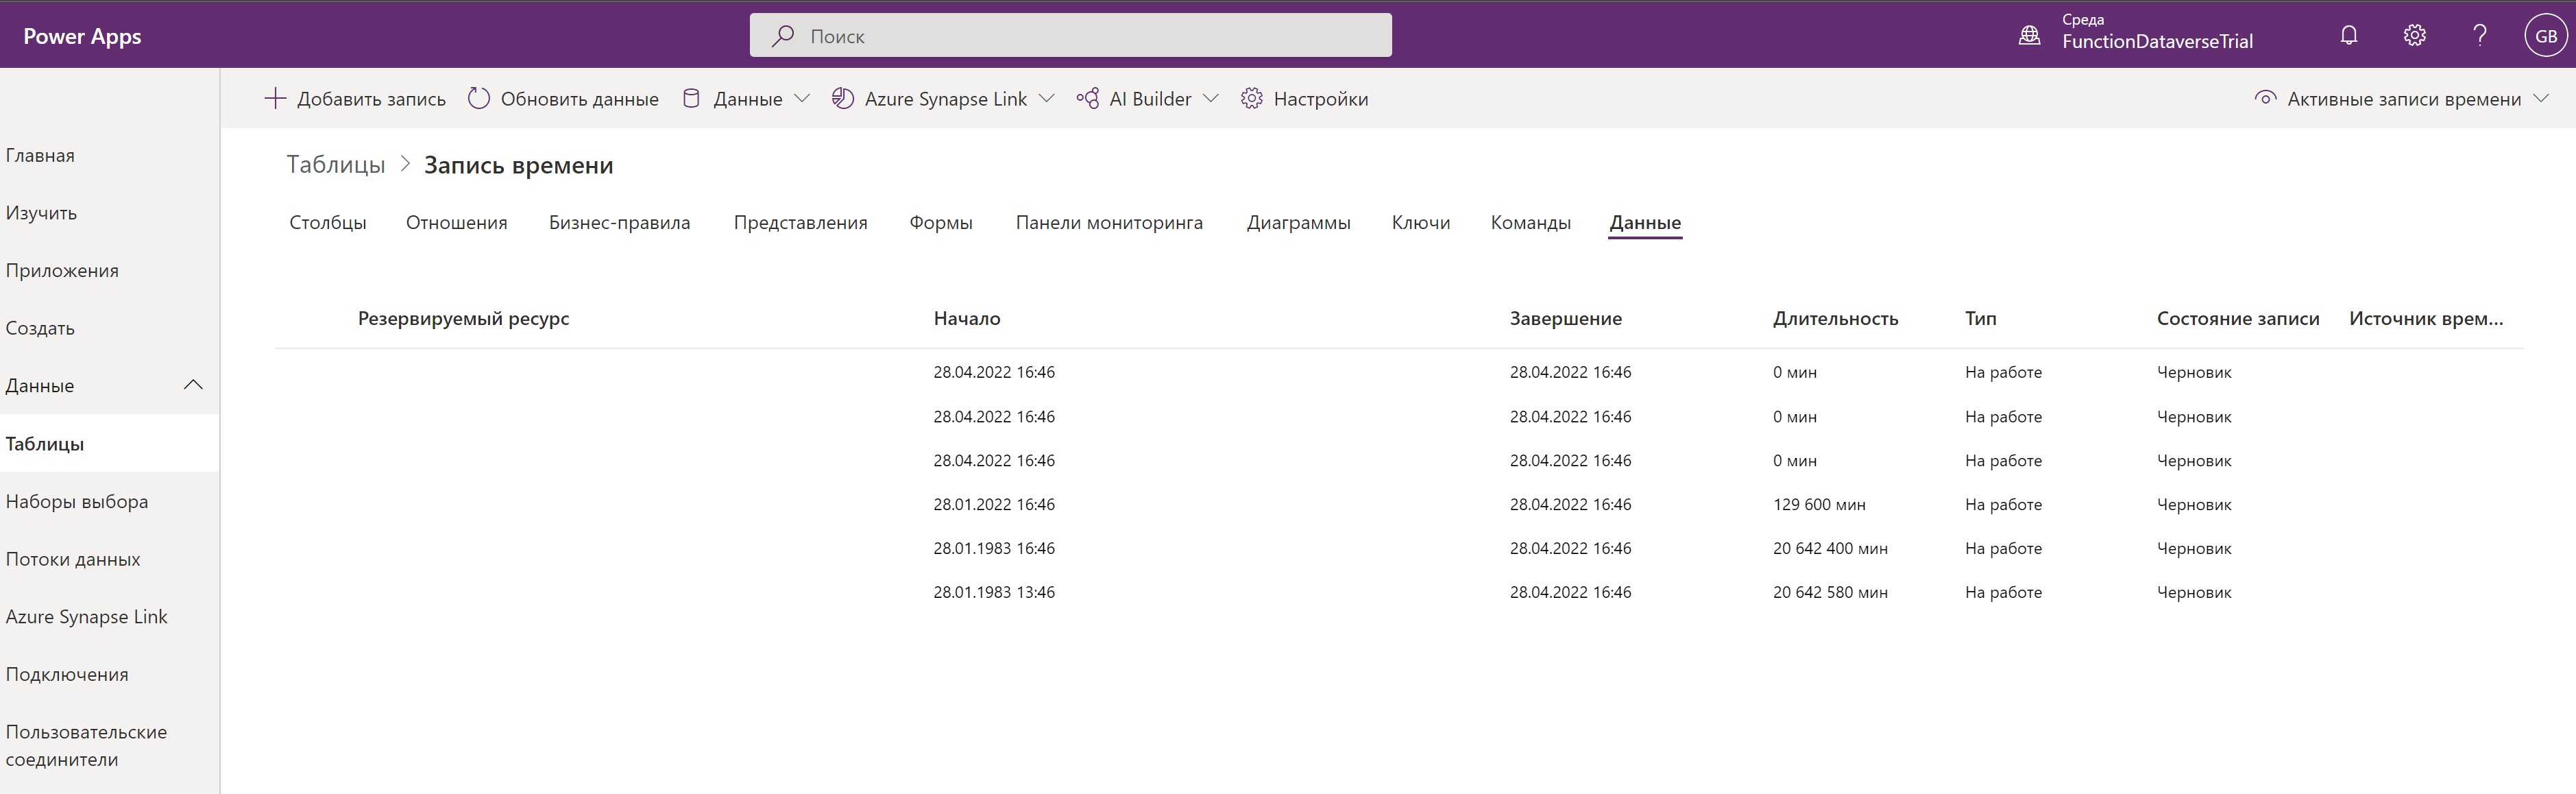 Power Apps
Поиск
Среда
FunctionDataverseTrial
GB
Добавить запись Обновить данные Данные Azure Synapse Link AI Builder Настройки Активные записи времени
Главная
Изучить
Приложения
Создать
Данные
Таблицы
Наборы выбора
Потоки данных
Azure Synapse Link
Подключения
Пользовательские
соединители
Таблицы > Запись времени
Столбцы Отношения Бизнес-правила Представления Формы Панели мониторинга Диаграммы Ключи Команды Данные
Резервируемый ресурс Начало Завершение Длительность Тип Состояние записи Источник врем...
28.04.2022 16:46 28.04.2022 16:46 0 мин На работе Черновик
28.04.2022 16:46 28.04.2022 16:46 0 мин На работе Черновик
28.04.2022 16:46 28.04.2022 16:46 0 мин На работе Черновик
28.01.2022 16:46 28.04.2022 16:46 129 600 мин На работе Черновик
28.01.1983 16:46 28.04.2022 16:46 20 642 400 мин На работе Черновик
28.01.1983 13:46 28.04.2022 16:46 20 642 580 мин На работе Черновик